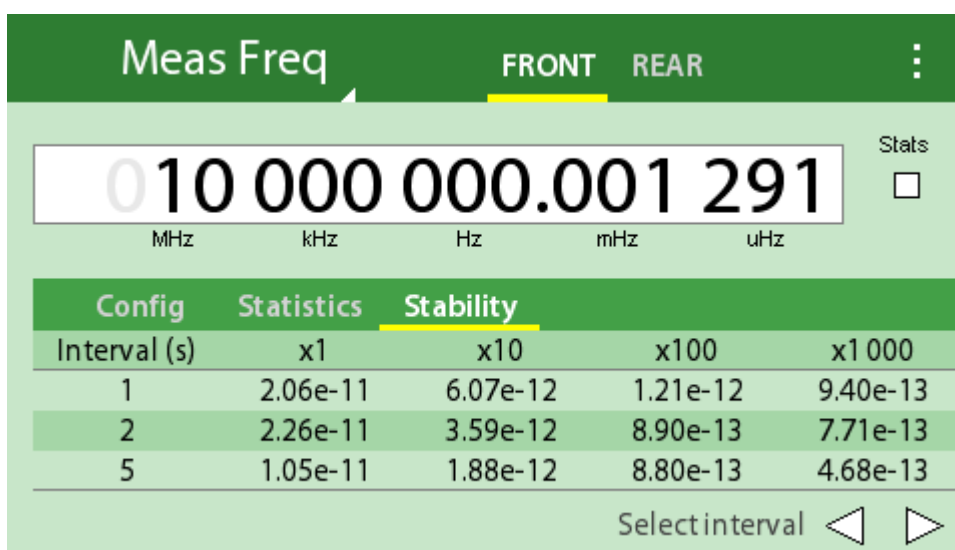 Meas Freq FRONT REAR
Stats
010 000 000.001 291
MHz kHz Hz mHz uHz
Config Statistics Stability
Interval (s) x1 x10 x100 x1000
1 2.06e-11 6.07e-12 1.21e-12 9.40e-13
2 2.26e-11 3.59e-12 8.90e-13 7.71e-13
5 1.05e-11 1.88e-12 8.80e-13 4.68e-13
Select interval